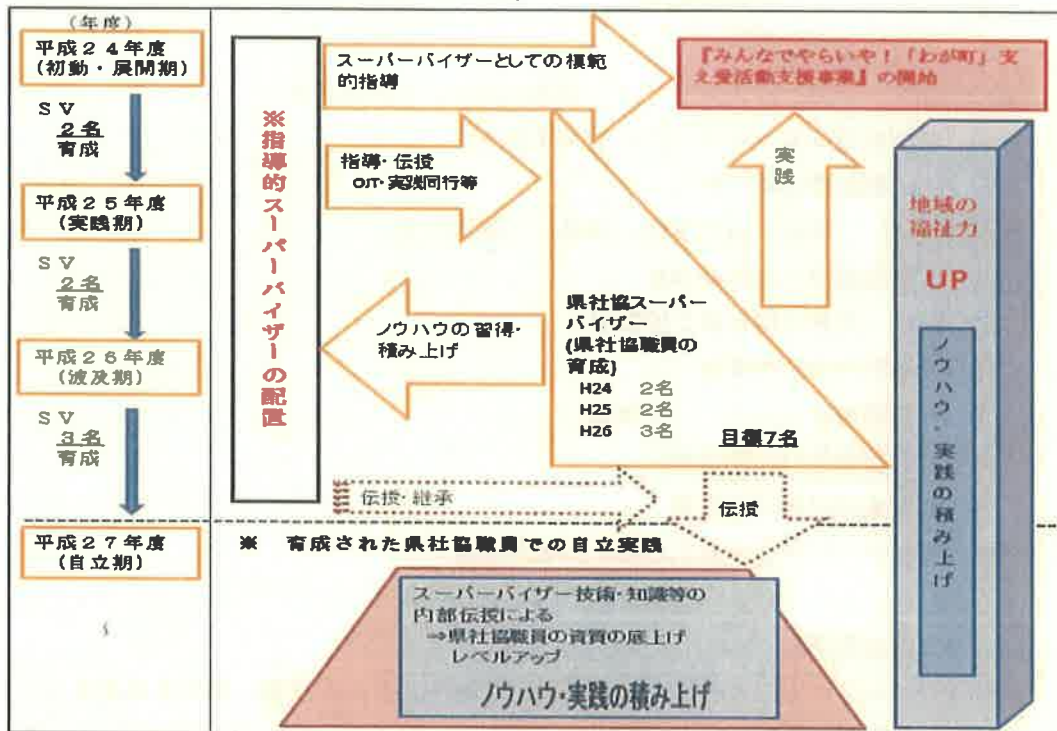 (年度)
平成24年度
(初動・展開期)
SV
2名
育成
平成25年度
(実践期)
SV
2名
育成
平成26年度
(波及期)
SV
3名
育成
平成27年度
(自立期)
~
※指導的スーパーバイザーの配置
スーパーバイザーとしての模範
的指導
指導・伝授
OJT・実践同行等
ノウハウの習得・
積み上げ
『みんなでやらいや!「わが町」支
え愛活動支援事業』の開始
実践
県社協スーパー
バイザー
(県社協職員の
育成)
H24 2名
H25 2名
H26 3名
目標7名
伝授・継承
伝授
地域の
福祉力
UP
ノウハウ・実践の積み上げ
※ 育成された県社協職員での自立実践
スーパーバイザー技術・知識等の
内部伝授による
⇒県社協職員の資質の底上げ
レベルアップ
ノウハウ・実践の積み上げ